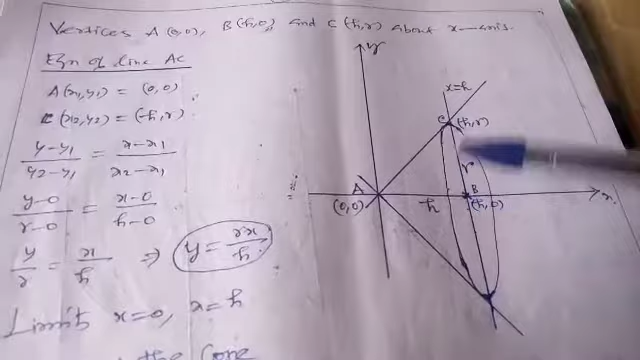 Vertices A (0,0), B(h,0), and C (h,r) about x-axis.
Eqn of line AC
A(x1,y1) = (0,0)
C(x2,y2) = (h,r)
y-y1/y2-y1 = x-x1/x2-x1
y-0/r-0 = x-0/h-0
y/r = x/h ⇒ y = rx/h
Limit x=0, x=h
the Cone
y
x=h
C (h,r)
r
A
B
(0,0)
h
(h,0)
x